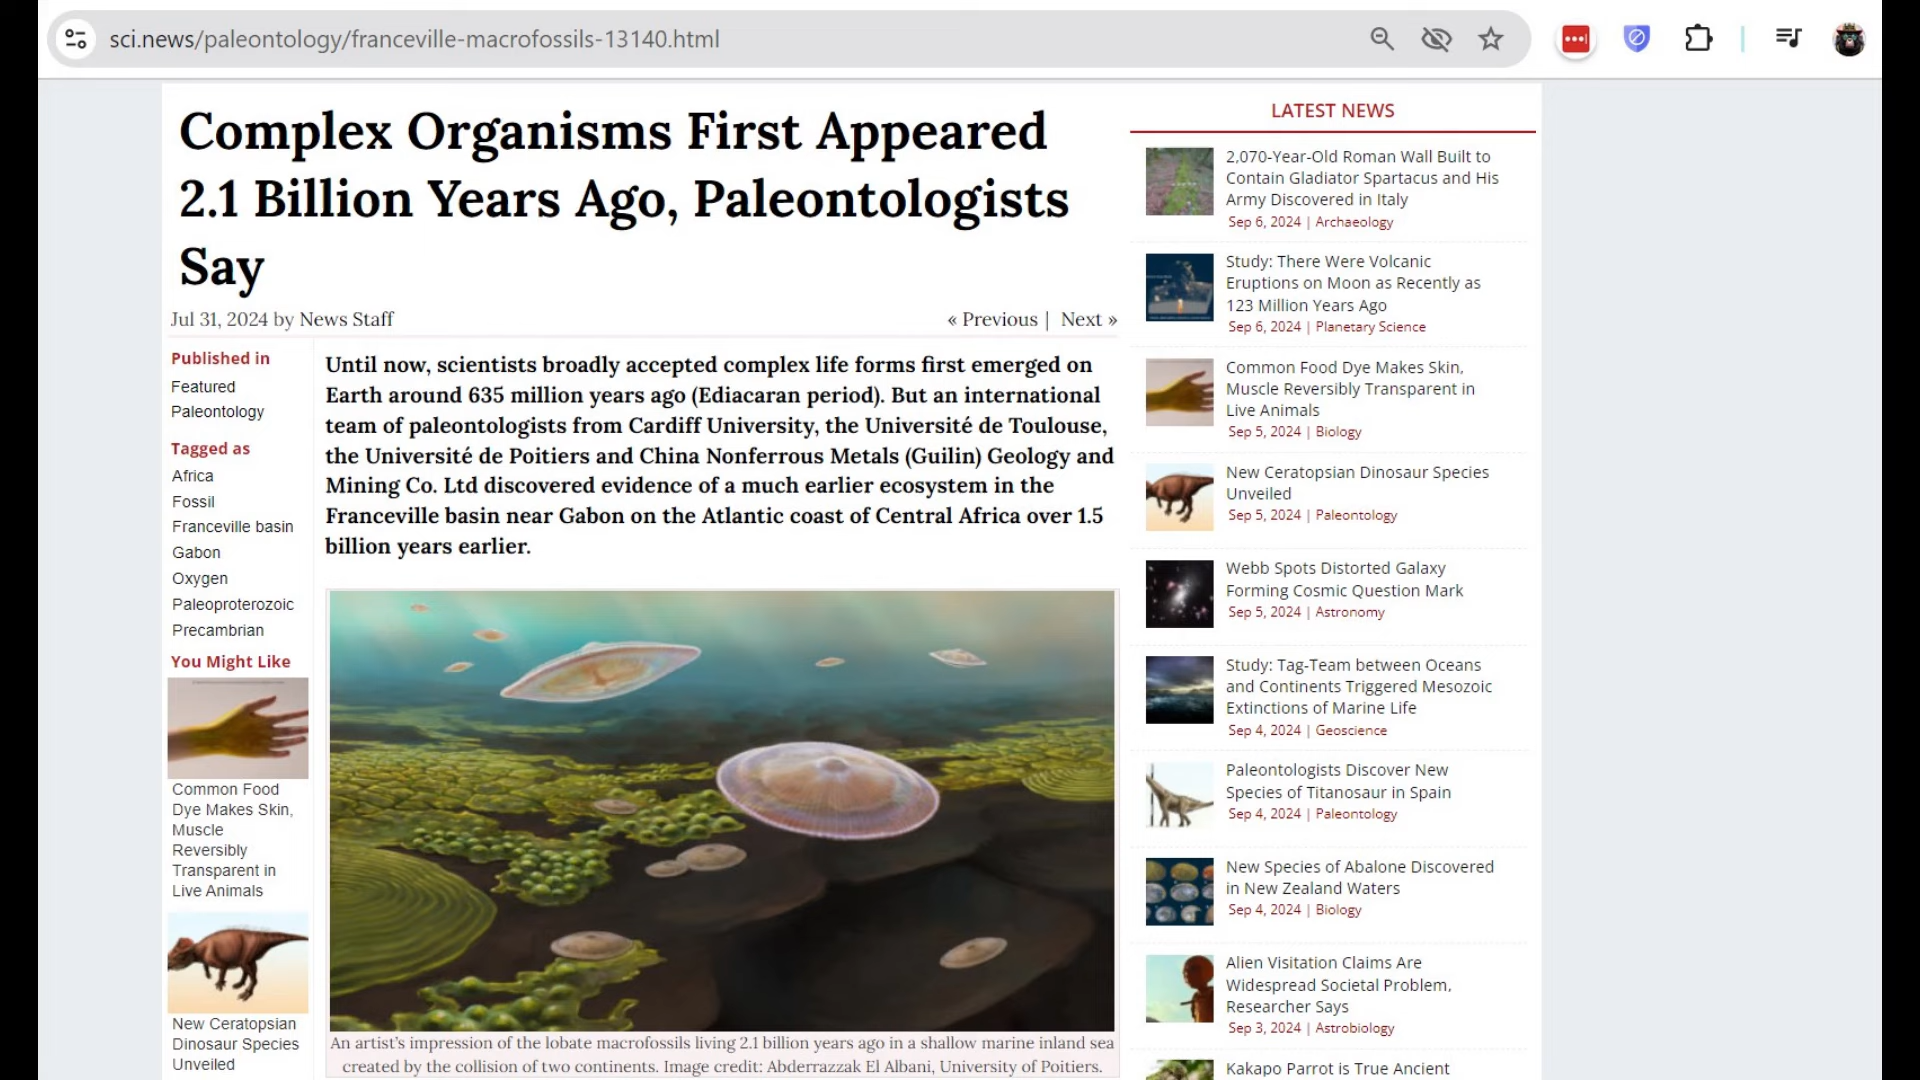 sci.news/paleontology/franceville-macrofossils-13140.html
Complex Organisms First Appeared
2.1 Billion Years Ago, Paleontologists
Say
Jul 31, 2024 by News Staff
« Previous | Next »
Published in
Featured
Paleontology
Tagged as
Africa
Fossil
Franceville basin
Gabon
Oxygen
Paleoproterozoic
Precambrian
You Might Like
Common Food
Dye Makes Skin,
Muscle
Reversibly
Transparent in
Live Animals
New Ceratopsian
Dinosaur Species
Unveiled
Until now, scientists broadly accepted complex life forms first emerged on
Earth around 635 million years ago (Ediacaran period). But an international
team of paleontologists from Cardiff University, the Université de Toulouse,
the Université de Poitiers and China Nonferrous Metals (Guilin) Geology and
Mining Co. Ltd discovered evidence of a much earlier ecosystem in the
Franceville basin near Gabon on the Atlantic coast of Central Africa over 1.5
billion years earlier.
An artist’s impression of the lobate macrofossils living 2.1 billion years ago in a shallow marine inland sea
created by the collision of two continents. Image credit: Abderrazzak El Albani, University of Poitiers.
LATEST NEWS
2,070-Year-Old Roman Wall Built to
Contain Gladiator Spartacus and His
Army Discovered in Italy
Sep 6, 2024 | Archaeology
Study: There Were Volcanic
Eruptions on Moon as Recently as
123 Million Years Ago
Sep 6, 2024 | Planetary Science
Common Food Dye Makes Skin,
Muscle Reversibly Transparent in
Live Animals
Sep 5, 2024 | Biology
New Ceratopsian Dinosaur Species
Unveiled
Sep 5, 2024 | Paleontology
Webb Spots Distorted Galaxy
Forming Cosmic Question Mark
Sep 5, 2024 | Astronomy
Study: Tag-Team between Oceans
and Continents Triggered Mesozoic
Extinctions of Marine Life
Sep 4, 2024 | Geoscience
Paleontologists Discover New
Species of Titanosaur in Spain
Sep 4, 2024 | Paleontology
New Species of Abalone Discovered
in New Zealand Waters
Sep 4, 2024 | Biology
Alien Visitation Claims Are
Widespread Societal Problem,
Researcher Says
Sep 3, 2024 | Astrobiology
Kakapo Parrot is True Ancient